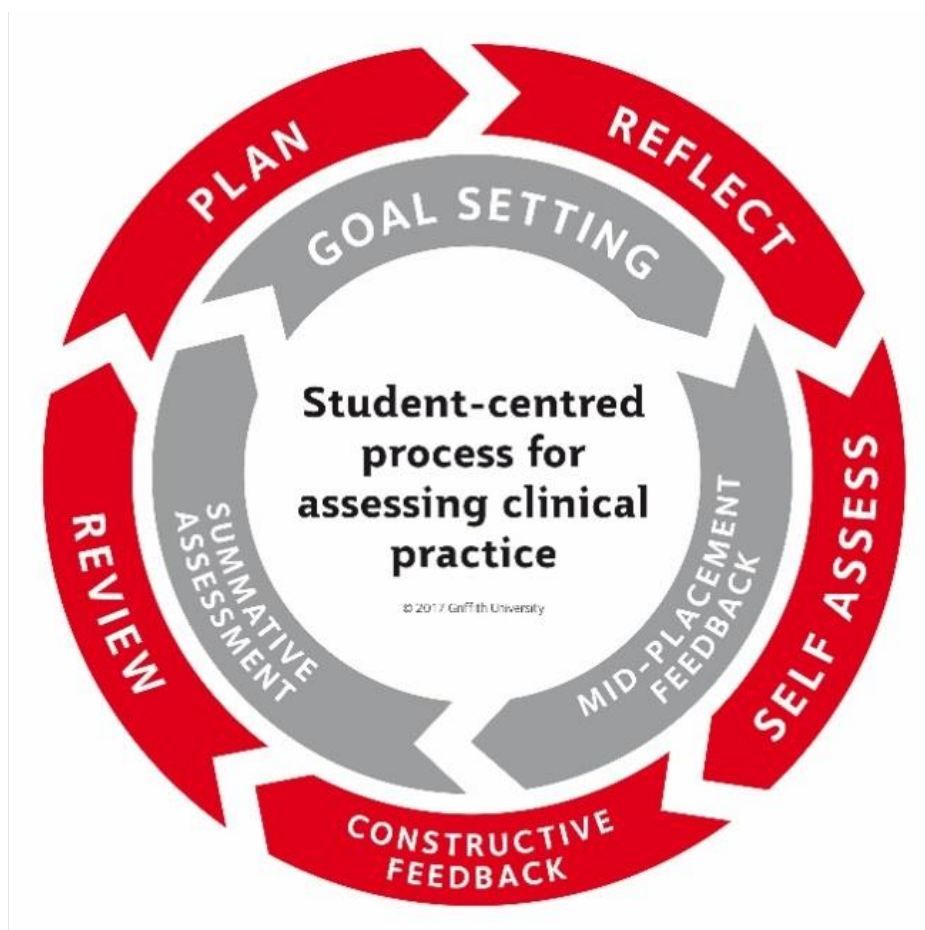 PLAN
REFLECT
GOAL SETTING
Student-centred
process for
assessing clinical
practice
© 2017 Griffith University
SELF ASSESS
MID-PLACEMENT
FEEDBACK
SUMMATIVE
ASSESSMENT
REVIEW
CONSTRUCTIVE
FEEDBACK